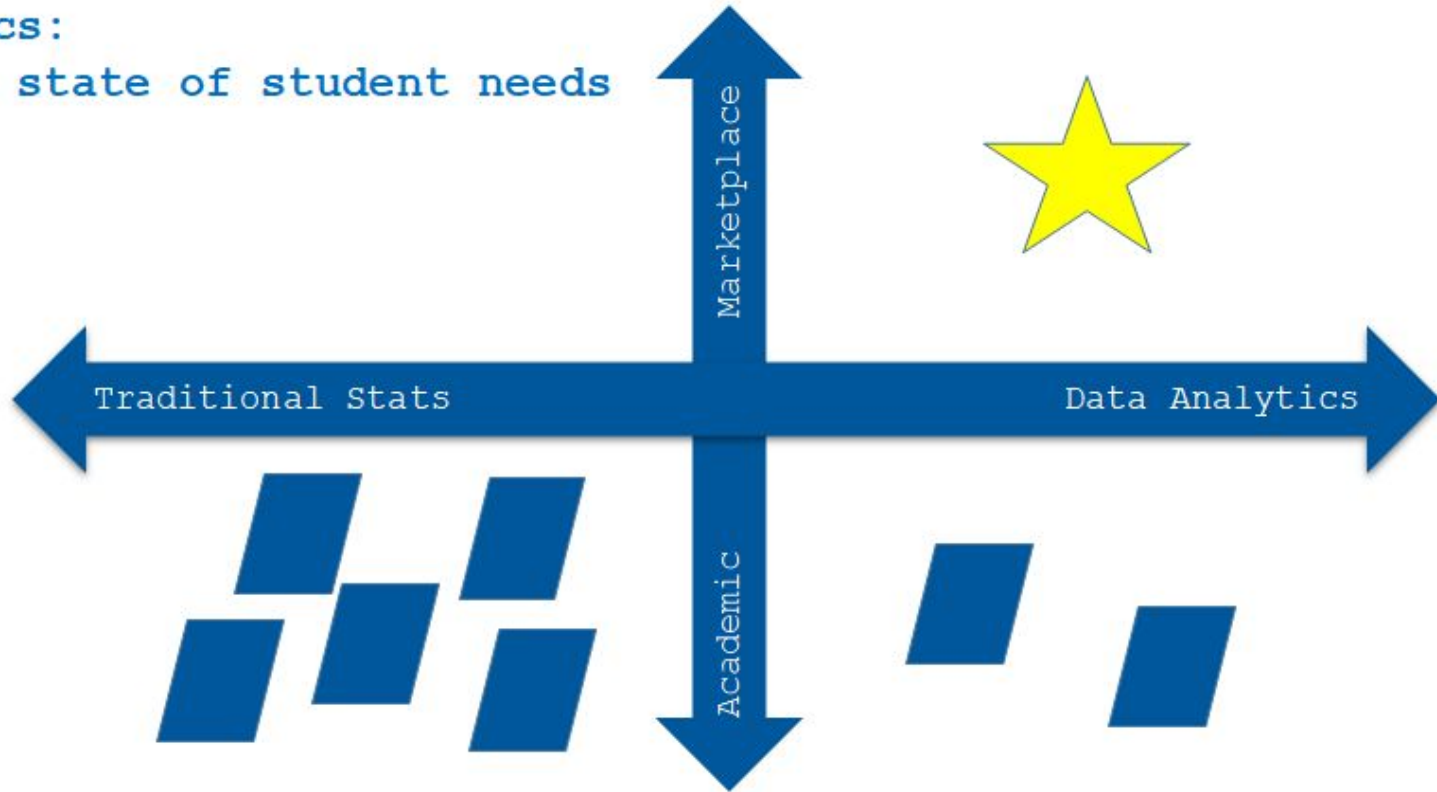 cs:
state of student needs
Marketplace
Traditional Stats
Data Analytics
Academic